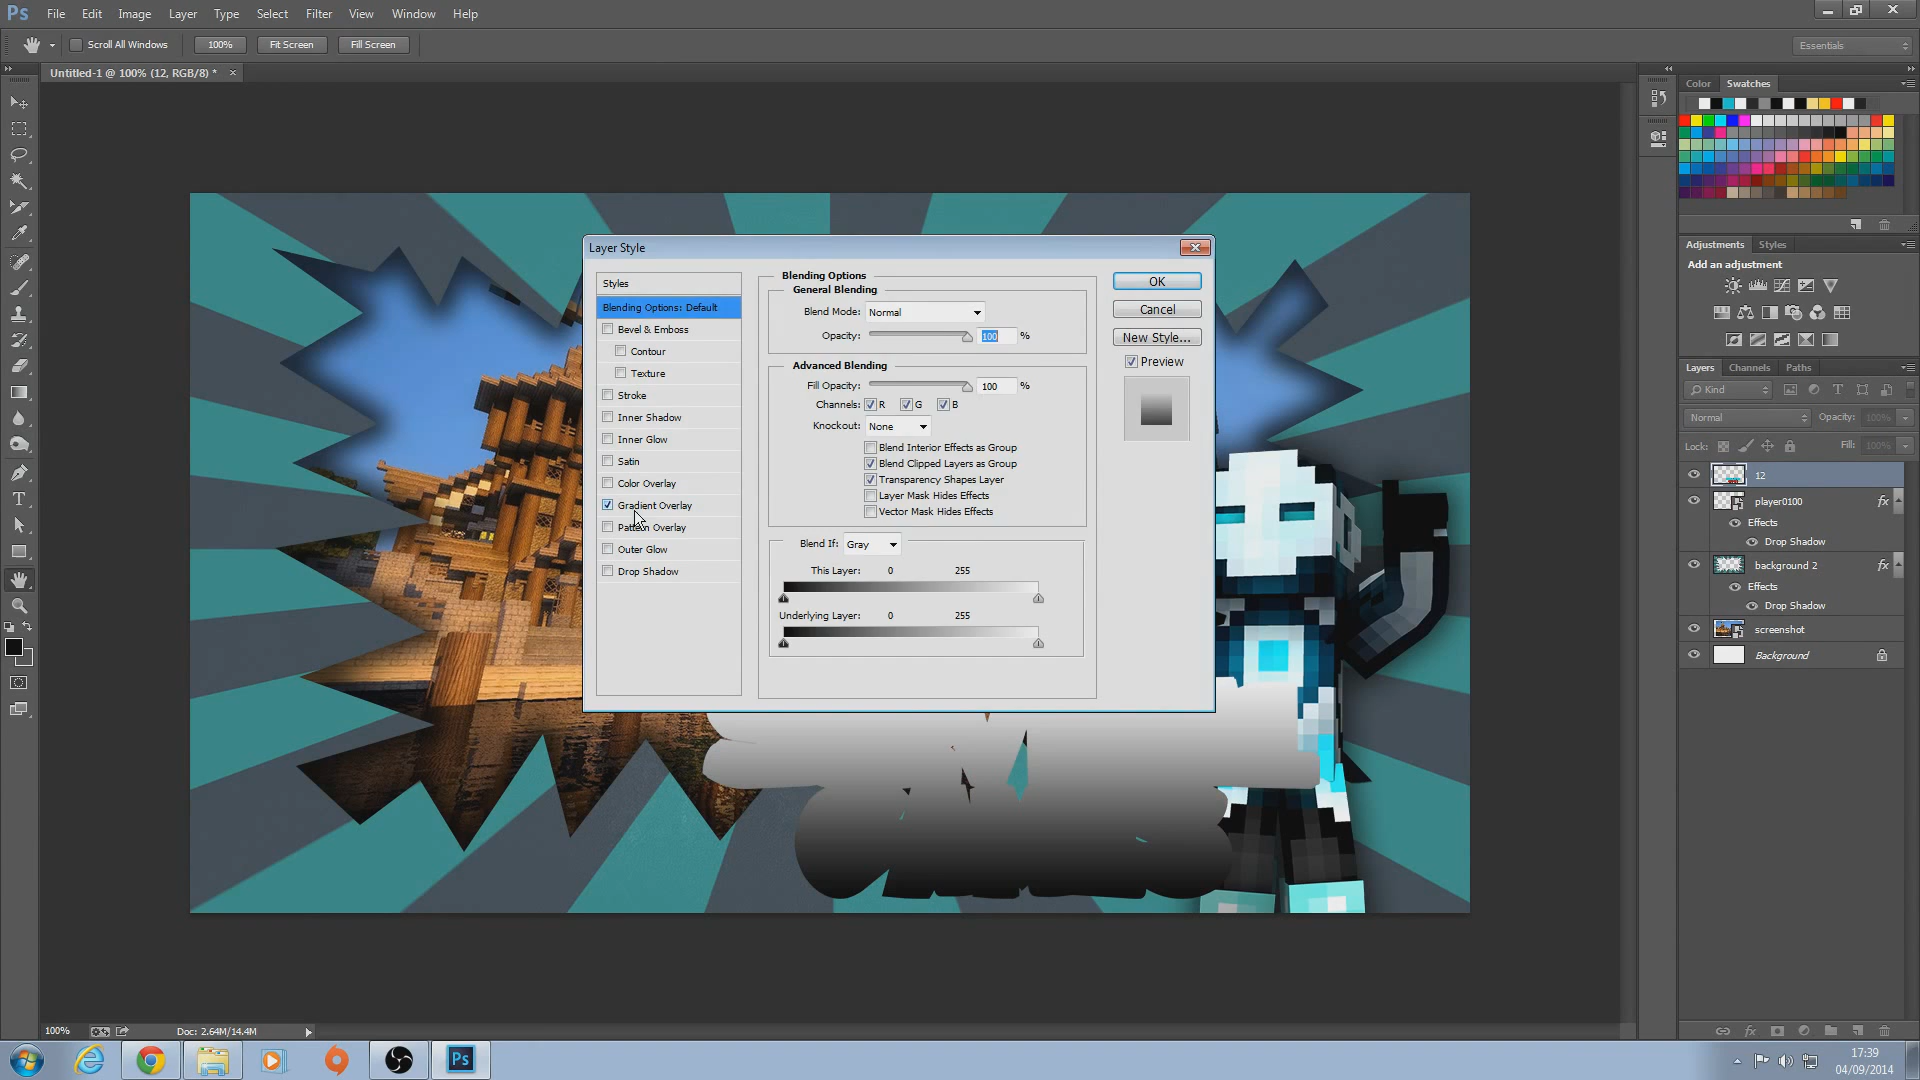 Ps File Edit Image Layer Type Select Filter View Window Help
Scroll All Windows 100% Fit Screen Fill Screen Essentials
Untitled-1 @ 100% (12, RGB/8) * ×
Color Swatches
Adjustments Styles
Add an adjustment
Layers Channels Paths
Kind
Normal Opacity: 100%
Lock: Fill: 100%
12
player0100 fx
Effects
Drop Shadow
background 2 fx
Effects
Drop Shadow
screenshot
Background
Layer Style
Styles
Blending Options: Default
Bevel & Emboss
Contour
Texture
Stroke
Inner Shadow
Inner Glow
Satin
Color Overlay
Gradient Overlay
Pattern Overlay
Outer Glow
Drop Shadow
Blending Options
General Blending
Blend Mode: Normal
Opacity: 100 %
Advanced Blending
Fill Opacity: 100 %
Channels: R G B
Knockout: None
Blend Interior Effects as Group
Blend Clipped Layers as Group
Transparency Shapes Layer
Layer Mask Hides Effects
Vector Mask Hides Effects
Blend If: Gray
This Layer: 0 255
Underlying Layer: 0 255
OK
Cancel
New Style...
Preview
100% Doc: 2.64M/14.4M
fx
Ps
17:39
04/09/2014